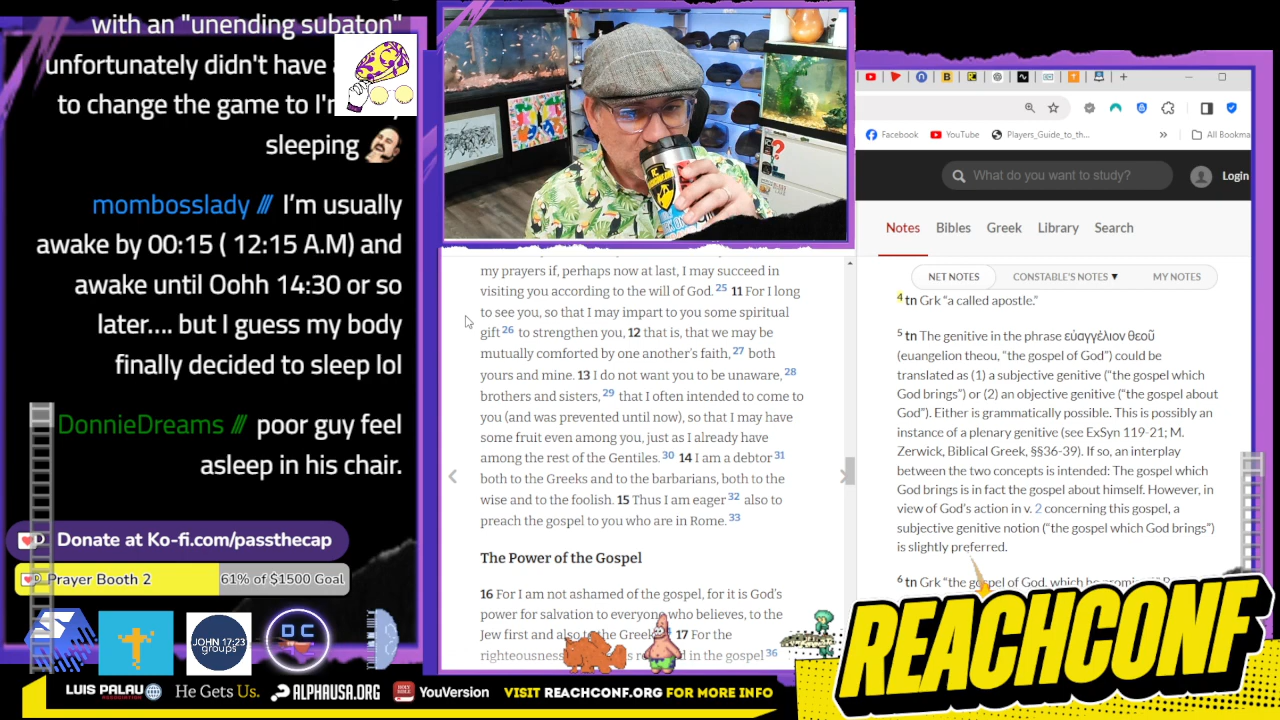 with an "unending subaton"
unfortunately didn't have
to change the game to I'm
sleeping
mombosslady /// I'm usually
awake by 00:15 ( 12:15 A.M) and
awake until Oohh 14:30 or so
later.... but I guess my body
finally decided to sleep lol
DonnieDreams /// poor guy feel
asleep in his chair.
Donate at Ko-fi.com/passthecap
Prayer Booth 2
61% of $1500 Goal
JOHN 17:23
groups
my prayers if, perhaps now at last, I may succeed in
visiting you according to the will of God. 25 11 For I long
to see you, so that I may impart to you some spiritual
gift 26 to strengthen you, 12 that is, that we may be
mutually comforted by one another's faith, 27 both
yours and mine. 13 I do not want you to be unaware, 28
brothers and sisters, 29 that I often intended to come to
you (and was prevented until now), so that I may have
some fruit even among you, just as I already have
among the rest of the Gentiles. 30 14 I am a debtor 31
both to the Greeks and to the barbarians, both to the
wise and to the foolish. 15 Thus I am eager 32 also to
preach the gospel to you who are in Rome. 33
The Power of the Gospel
16 For I am not ashamed of the gospel, for it is God's
power for salvation to everyone who believes, to the
Jew first and also to the Greek. 17 For the
righteousness in the gospel 36
Facebook
YouTube
Players_Guide_to_th...
All Bookma
What do you want to study?
Login
Notes
Bibles
Greek
Library
Search
NET NOTES
CONSTABLE'S NOTES
MY NOTES
4 tn Grk "a called apostle."
5 tn The genitive in the phrase εὐαγγέλιον θεοῦ
(euangelion theou, "the gospel of God") could be
translated as (1) a subjective genitive ("the gospel which
God brings") or (2) an objective genitive ("the gospel about
God"). Either is grammatically possible. This is possibly an
instance of a plenary genitive (see ExSyn 119-21; M.
Zerwick, Biblical Greek, §§36-39). If so, an interplay
between the two concepts is intended: The gospel which
God brings is in fact the gospel about himself. However, in
view of God's action in v. 2 concerning this gospel, a
subjective genitive notion ("the gospel which God brings")
is slightly preferred.
6 tn Grk "the gospel of God, which he
REACHCONF
LUIS PALAU
He Gets Us.
ALPHAUSA.ORG
HOLY BIBLE
YouVersion
VISIT REACHCONF.ORG FOR MORE INFO